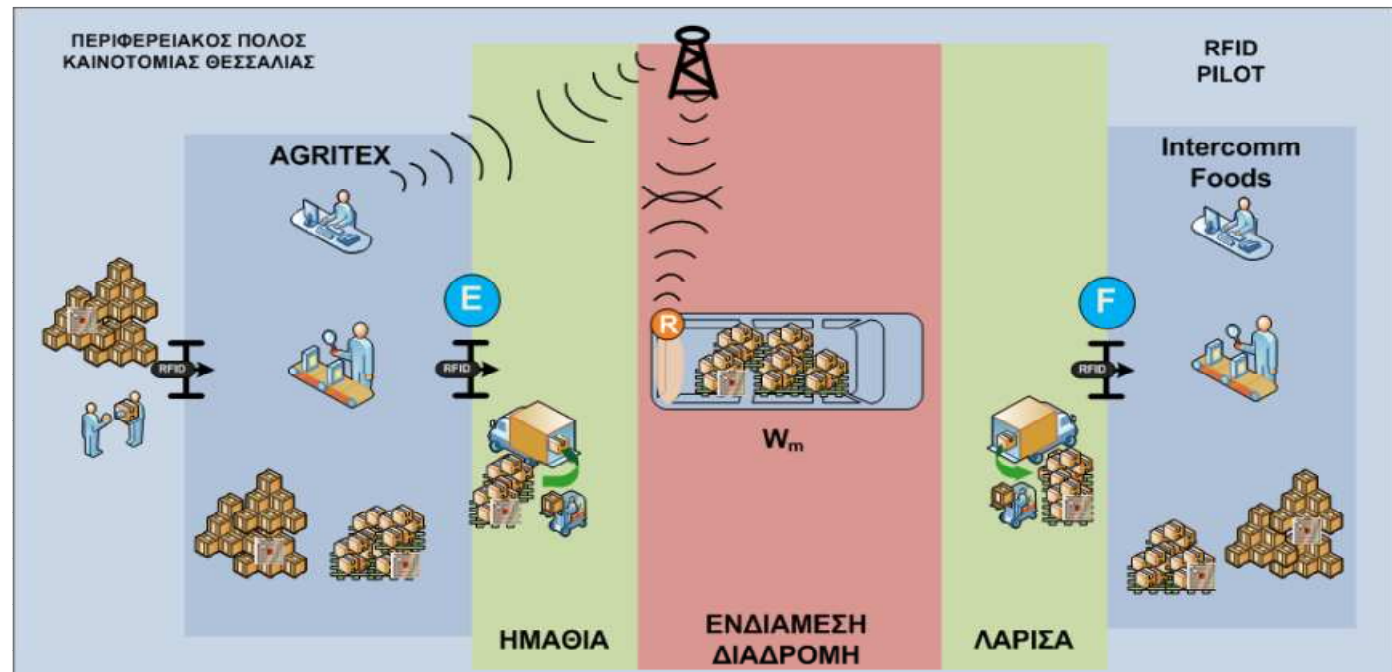 ΠΕΡΙΦΕΡΕΙΑΚΟΣ ΠΟΛΟΣ
ΚΑΙΝΟΤΟΜΙΑΣ ΘΕΣΣΑΛΙΑΣ
RFID
PILOT
AGRITEX
Intercomm
Foods
E
F
R
RFID
RFID
RFID
Wm
ΗΜΑΘΙΑ
ΕΝΔΙΑΜΕΣΗ
ΔΙΑΔΡΟΜΗ
ΛΑΡΙΣΑ